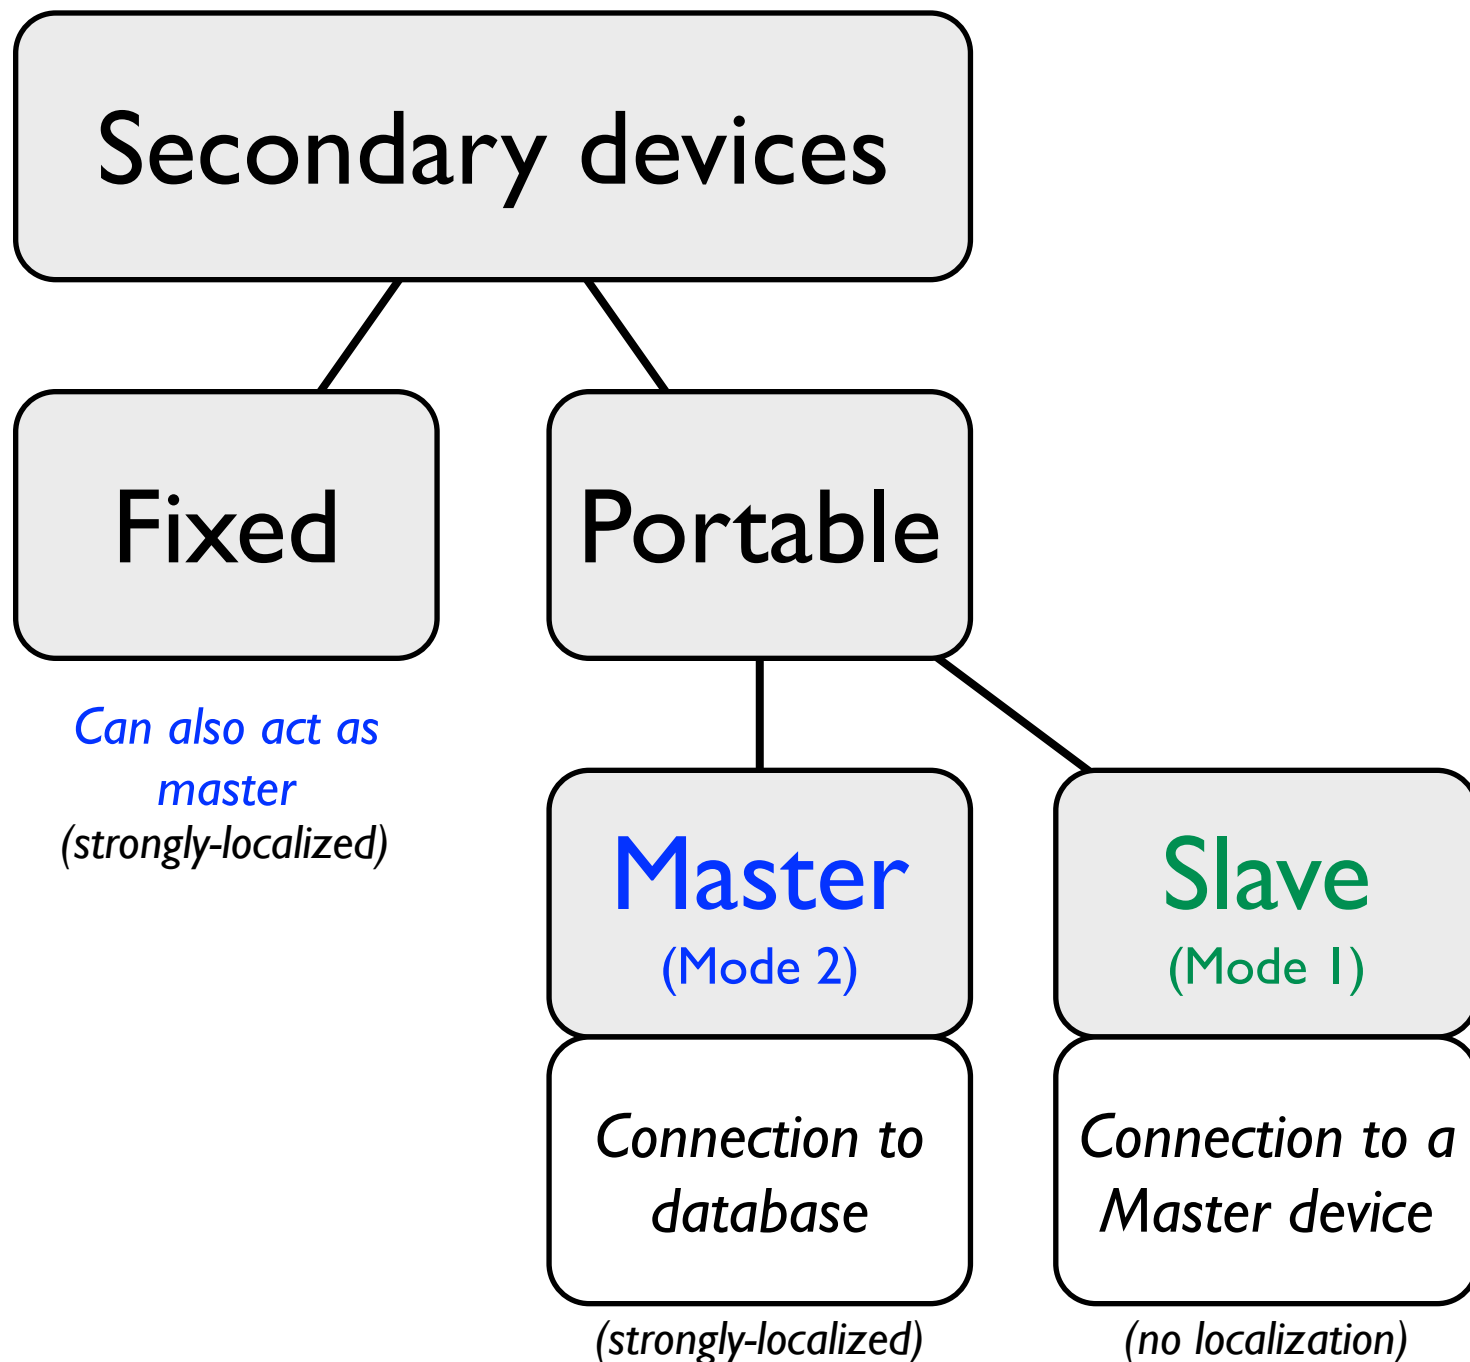 Secondary devices
Fixed
Portable
Can also act as
master
(strongly-localized)
Master
(Mode 2)
Slave
(Mode 1)
Connection to
database
Connection to a
Master device
(strongly-localized)
(no localization)